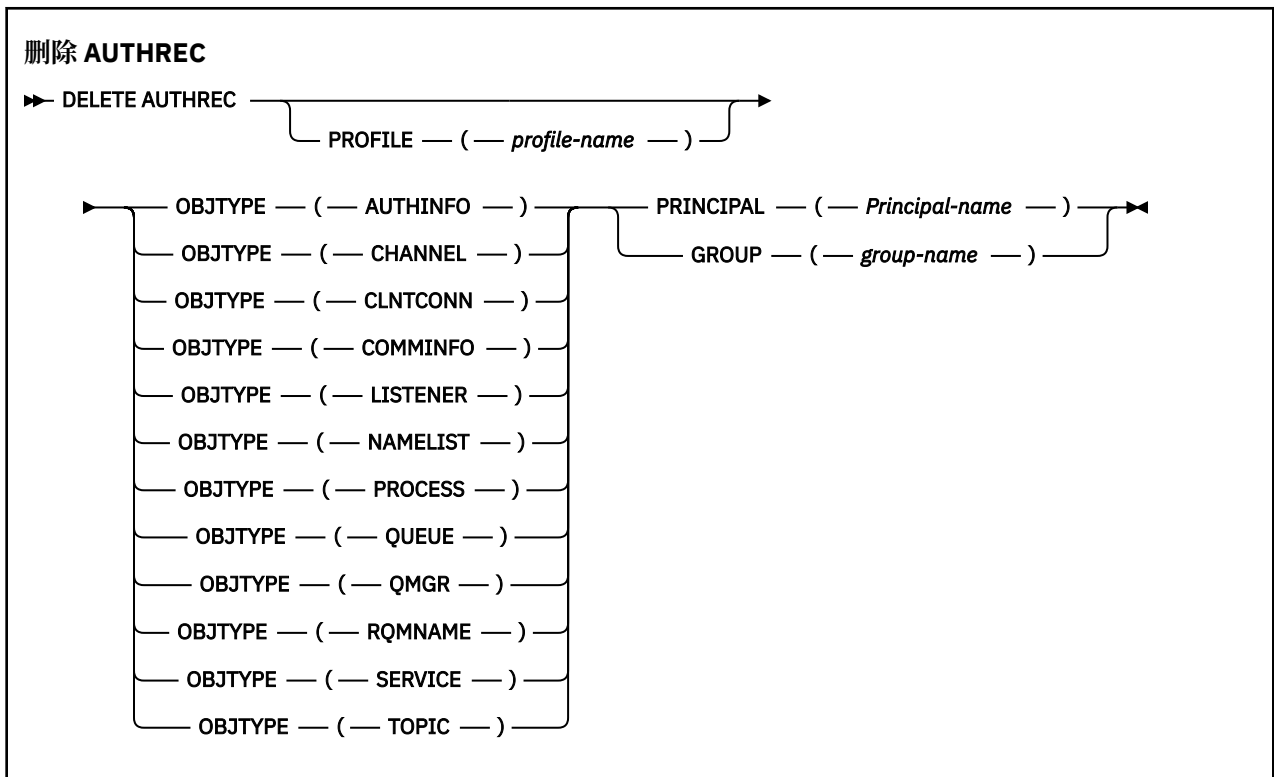 删除 AUTHREC
DELETE AUTHREC
PROFILE ( profile-name )
OBJTYPE ( AUTHINFO ) PRINCIPAL ( Principal-name )
OBJTYPE ( CHANNEL ) GROUP ( group-name )
OBJTYPE ( CLNTCONN )
OBJTYPE ( COMMINFO )
OBJTYPE ( LISTENER )
OBJTYPE ( NAMELIST )
OBJTYPE ( PROCESS )
OBJTYPE ( QUEUE )
OBJTYPE ( QMGR )
OBJTYPE ( RQMNAME )
OBJTYPE ( SERVICE )
OBJTYPE ( TOPIC )